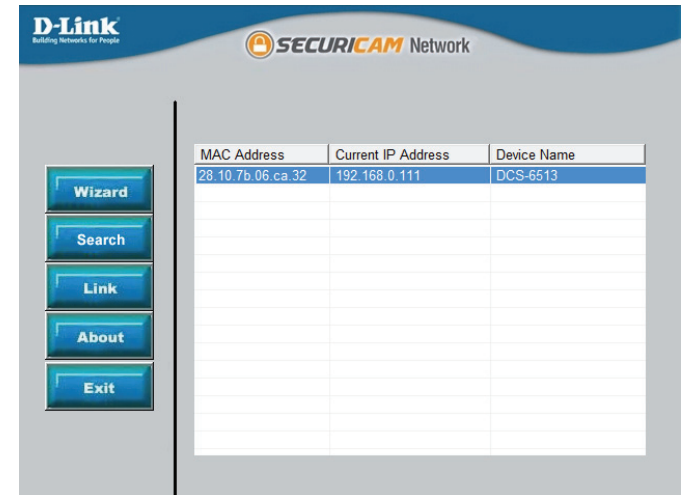 D-Link
Building Networks for People
SECURICAM Network
MAC Address Current IP Address Device Name
28.10.7b.06.ca.32 192.168.0.111 DCS-6513
Wizard
Search
Link
About
Exit